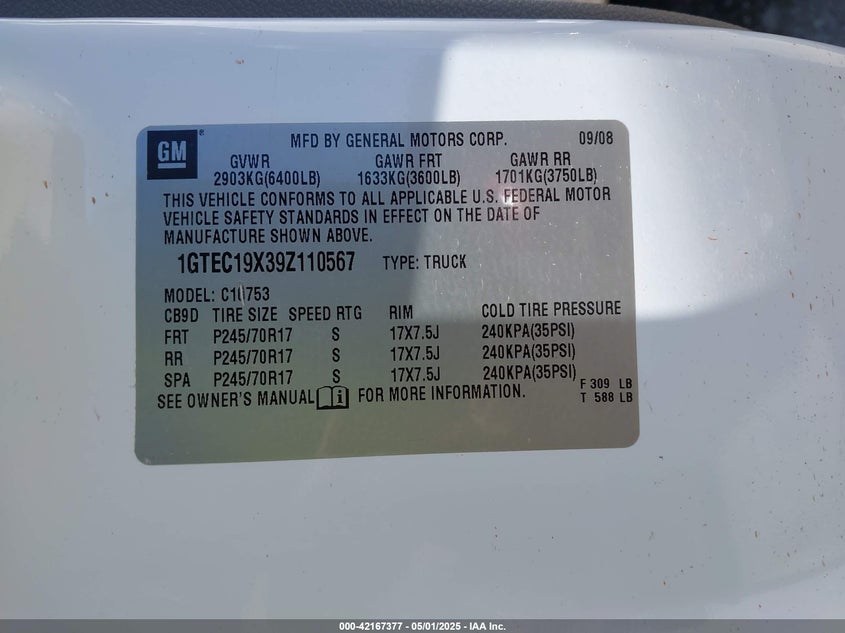 GM ® MFD BY GENERAL MOTORS CORP. 09/08
GVWR GAWR FRT GAWR RR
2903KG(6400LB) 1633KG(3600LB) 1701KG(3750LB)
THIS VEHICLE CONFORMS TO ALL APPLICABLE U.S. FEDERAL MOTOR
VEHICLE SAFETY STANDARDS IN EFFECT ON THE DATE OF
MANUFACTURE SHOWN ABOVE.
1GTEC19X39Z110567 TYPE: TRUCK
MODEL: C10753
CB9D TIRE SIZE SPEED RTG RIM COLD TIRE PRESSURE
FRT P245/70R17 S 17X7.5J 240KPA(35PSI)
RR P245/70R17 S 17X7.5J 240KPA(35PSI)
SPA P245/70R17 S 17X7.5J 240KPA(35PSI)
F 309 LB
SEE OWNER'S MANUAL i FOR MORE INFORMATION. T 588 LB
000-42167377 - 05/01/2025 - IAA Inc.